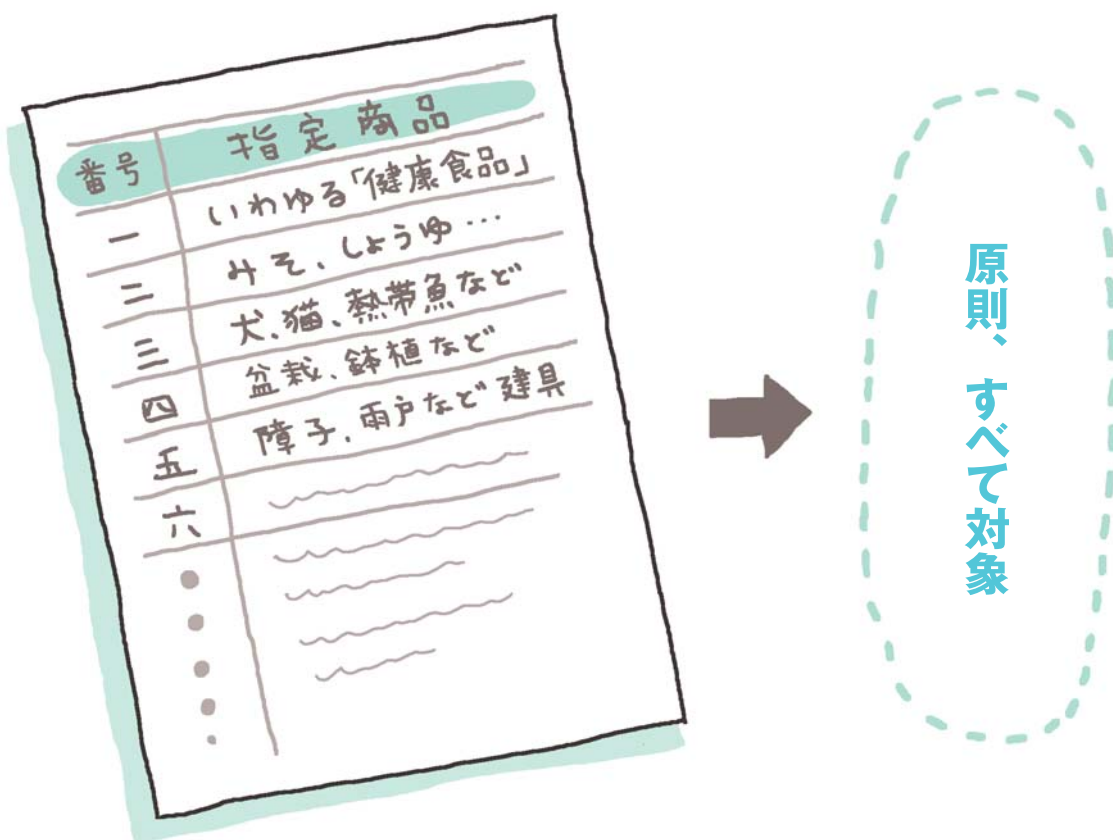 番号 指定商品
一 いわゆる「健康食品」
二 みそ、しょうゆ…
三 犬、猫、熱帯魚など
四 盆栽、鉢植など
五 障子、雨戸など建具
六
原則、すべて対象